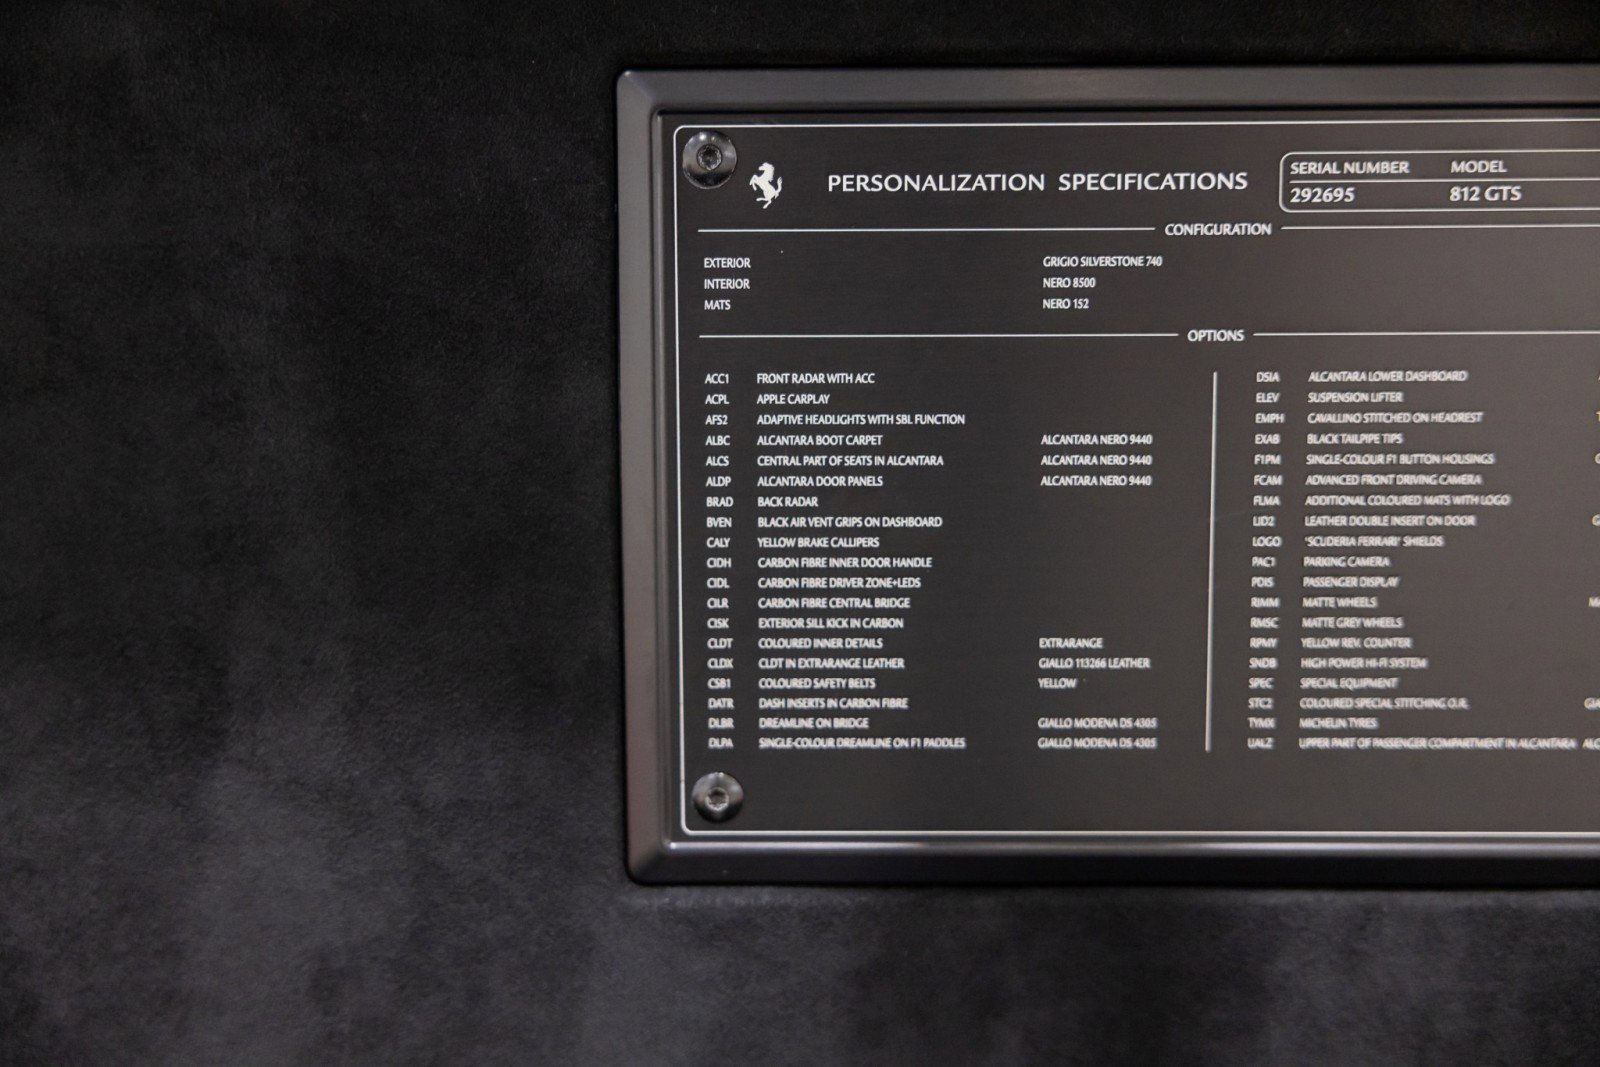 PERSONALIZATION SPECIFICATIONS
SERIAL NUMBER MODEL
292695 812 GTS
CONFIGURATION
EXTERIOR GRIGIO SILVERSTONE 740
INTERIOR NERO 8500
MATS NERO 152
OPTIONS
ACC1 FRONT RADAR WITH ACC
ACPL APPLE CARPLAY
AFS2 ADAPTIVE HEADLIGHTS WITH SBL FUNCTION
ALBC ALCANTARA BOOT CARPET ALCANTARA NERO 9440
ALCS CENTRAL PART OF SEATS IN ALCANTARA ALCANTARA NERO 9440
ALDP ALCANTARA DOOR PANELS ALCANTARA NERO 9440
BRAD BACK RADAR
BVEN BLACK AIR VENT GRIPS ON DASHBOARD
CALY YELLOW BRAKE CALLIPERS
CIDH CARBON FIBRE INNER DOOR HANDLE
CIDL CARBON FIBRE DRIVER ZONE+LEDS
CILR CARBON FIBRE CENTRAL BRIDGE
CISK EXTERIOR SILL KICK IN CARBON
CLDT COLOURED INNER DETAILS EXTRARANGE
CLDX CLDT IN EXTRARANGE LEATHER GIALLO 113266 LEATHER
CSB1 COLOURED SAFETY BELTS YELLOW
DATR DASH INSERTS IN CARBON FIBRE
DLBR DREAMLINE ON BRIDGE GIALLO MODENA DS 4305
DLPA SINGLE-COLOUR DREAMLINE ON F1 PADDLES GIALLO MODENA DS 4305
DSIA ALCANTARA LOWER DASHBOARD
ELEV SUSPENSION LIFTER
EMPH CAVALLINO STITCHED ON HEADREST
EXAB BLACK TAILPIPE TIPS
F1PM SINGLE-COLOUR F1 BUTTON HOUSINGS
FCAM ADVANCED FRONT DRIVING CAMERA
FLMA ADDITIONAL COLOURED MATS WITH LOGO
LID2 LEATHER DOUBLE INSERT ON DOOR
LOGO "SCUDERIA FERRARI" SHIELDS
PAC1 PARKING CAMERA
PDIS PASSENGER DISPLAY
RIMM MATTE WHEELS
RMSC MATTE GREY WHEELS
RPMY YELLOW REV. COUNTER
SNDB HIGH POWER HI-FI SYSTEM
SPEC SPECIAL EQUIPMENT
STC2 COLOURED SPECIAL STITCHING O.R.
TYMX MICHELIN TYRES
UALZ UPPER PART OF PASSENGER COMPARTMENT IN ALCANTARA